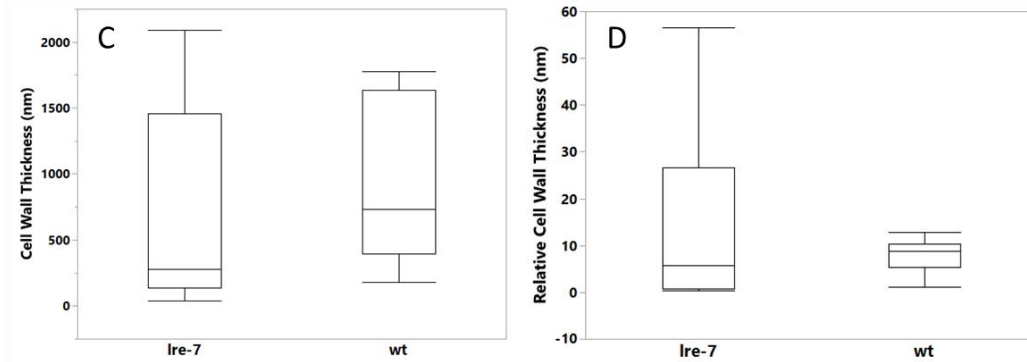 C
Cell Wall Thickness (nm)
2000
1500
1000
500
0
lre-7
wt
D
Relative Cell Wall Thickness (nm)
60
50
40
30
20
10
0
-10
lre-7
wt